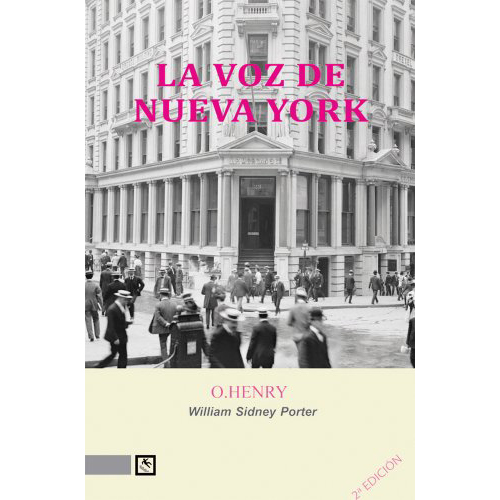 LA VOZ DE
NUEVA YORK
O.HENRY
William Sidney Porter
2ª EDICIÓN